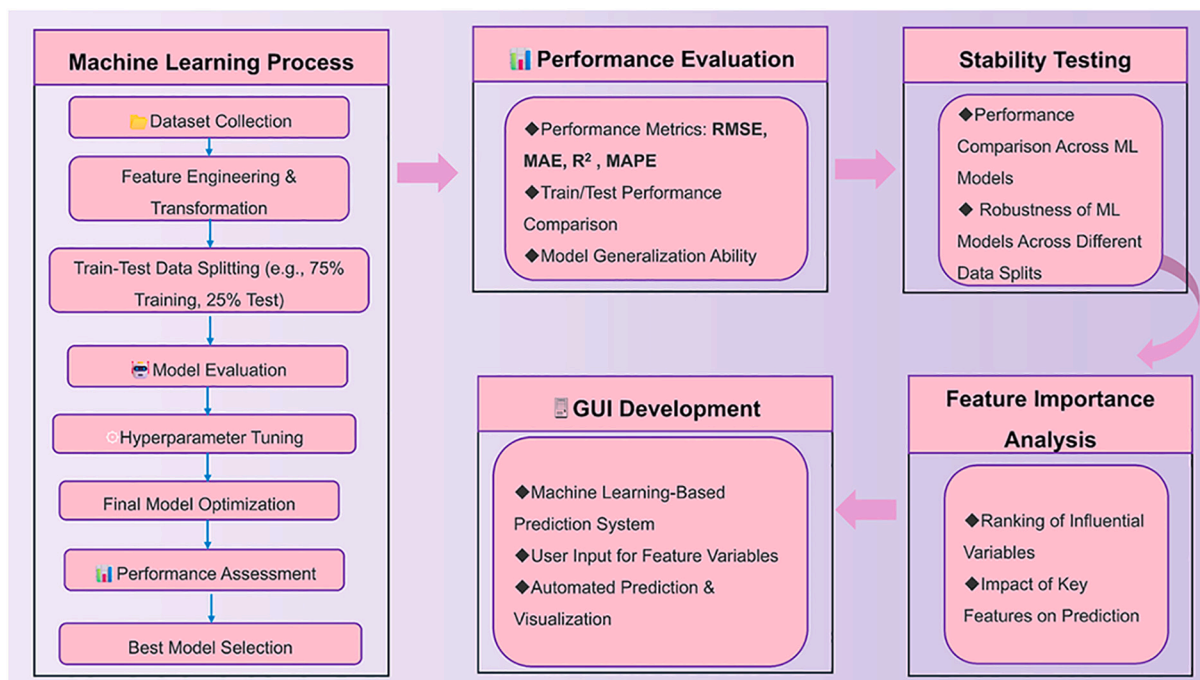 Machine Learning Process
Dataset Collection
Feature Engineering &
Transformation
Train-Test Data Splitting (e.g., 75%
Training, 25% Test)
Model Evaluation
Hyperparameter Tuning
Final Model Optimization
Performance Assessment
Best Model Selection
Performance Evaluation
◆Performance Metrics: RMSE,
MAE, R² , MAPE
◆Train/Test Performance
Comparison
◆Model Generalization Ability
Stability Testing
◆Performance
Comparison Across ML
Models
◆ Robustness of ML
Models Across Different
Data Splits
Feature Importance
Analysis
◆Ranking of Influential
Variables
◆Impact of Key
Features on Prediction
GUI Development
◆Machine Learning-Based
Prediction System
◆User Input for Feature Variables
◆Automated Prediction &
Visualization